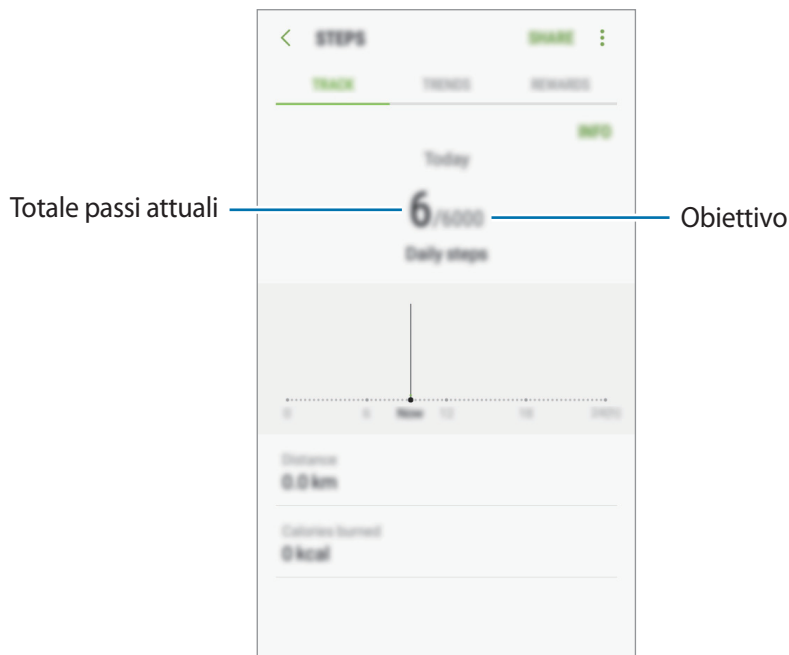 STEPS
SHARE
TRACK
TRENDS
REWARDS
INFO
Today
Totale passi attuali
6/6000
Obiettivo
Daily steps
0 6 Now 12 18
Distance
0.0 km
Calories burned
0 kcal